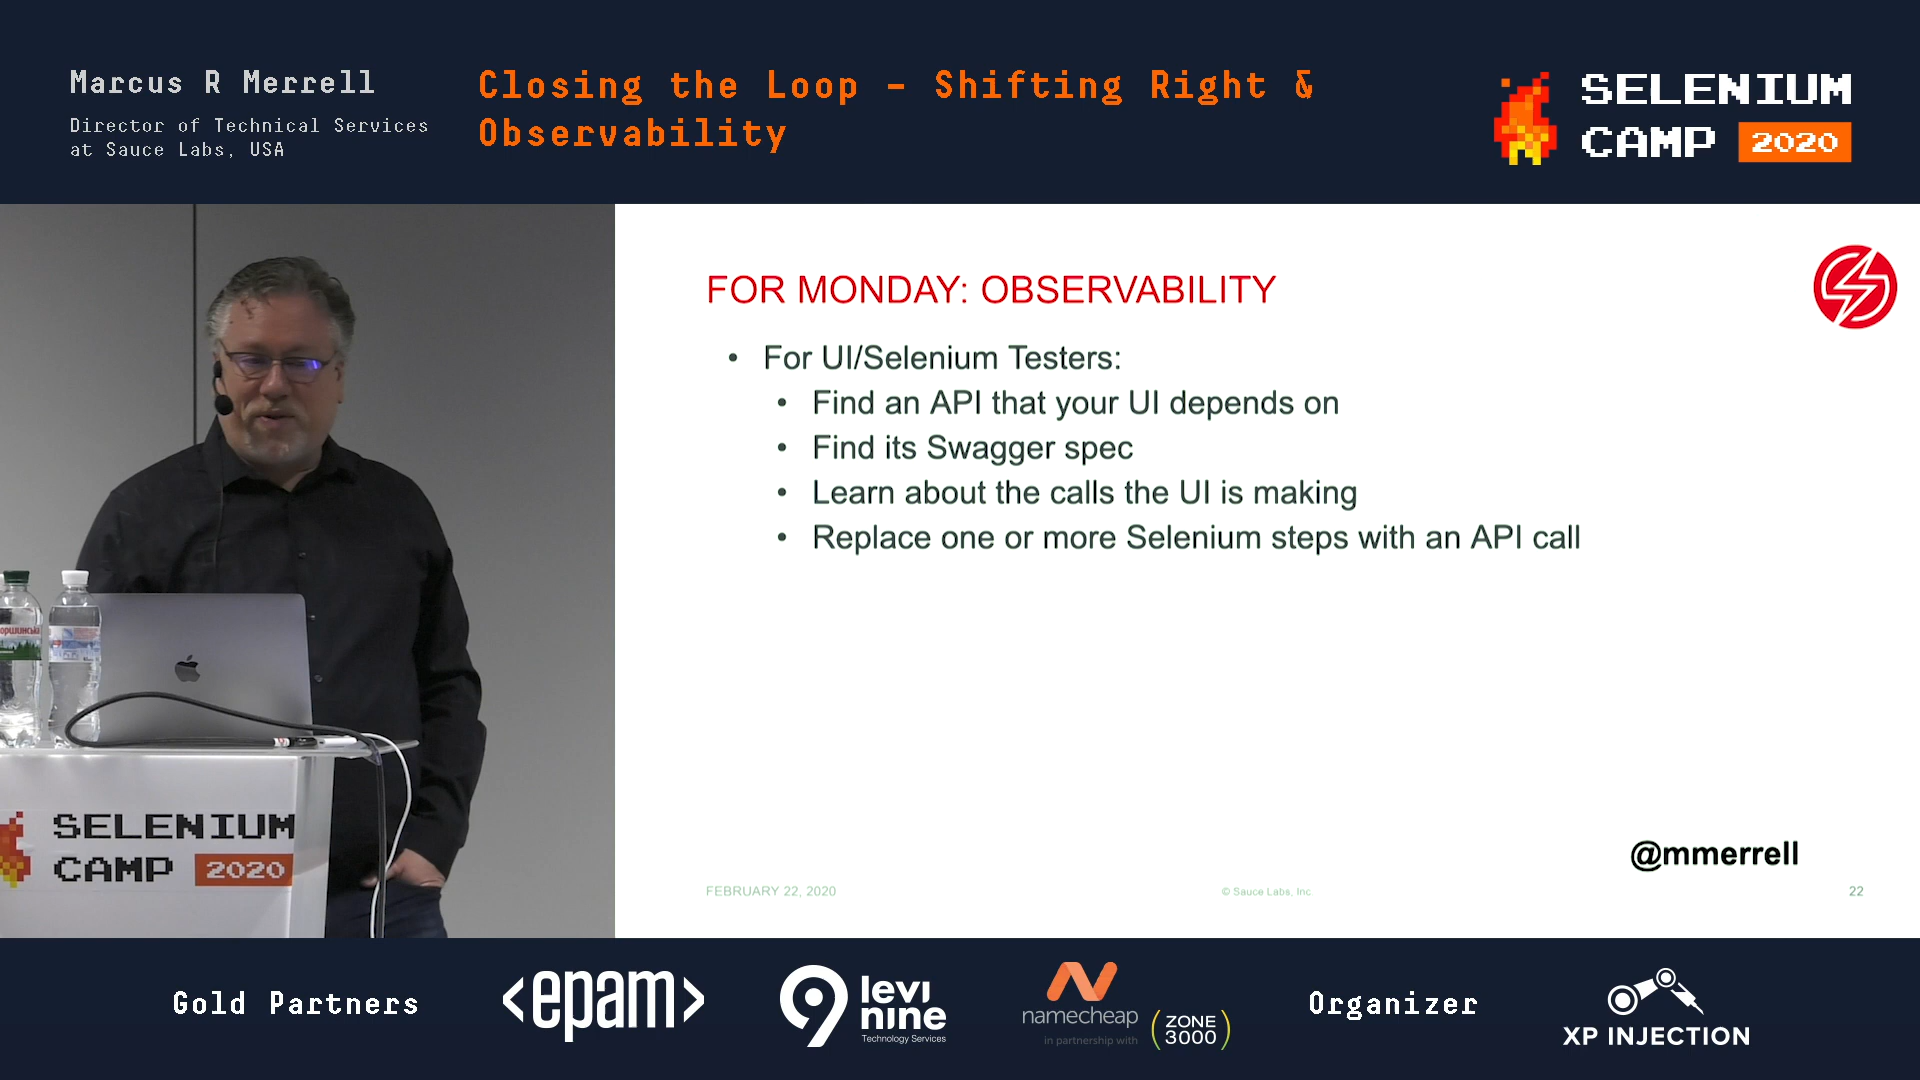 Marcus R Merrell
Director of Technical Services
at Sauce Labs, USA
Closing the Loop – Shifting Right &
Observability
SELENIUM
CAMP 2020
FOR MONDAY: OBSERVABILITY
• For UI/Selenium Testers:
• Find an API that your UI depends on
• Find its Swagger spec
• Learn about the calls the UI is making
• Replace one or more Selenium steps with an API call
@mmerrell
FEBRUARY 22, 2020
© Sauce Labs, Inc.
22
SELENIUM
CAMP 2020
Gold Partners
<epam>
levi
nine
Technology Services
namecheap
in partnership with
ZONE
3000
Organizer
XP INJECTION